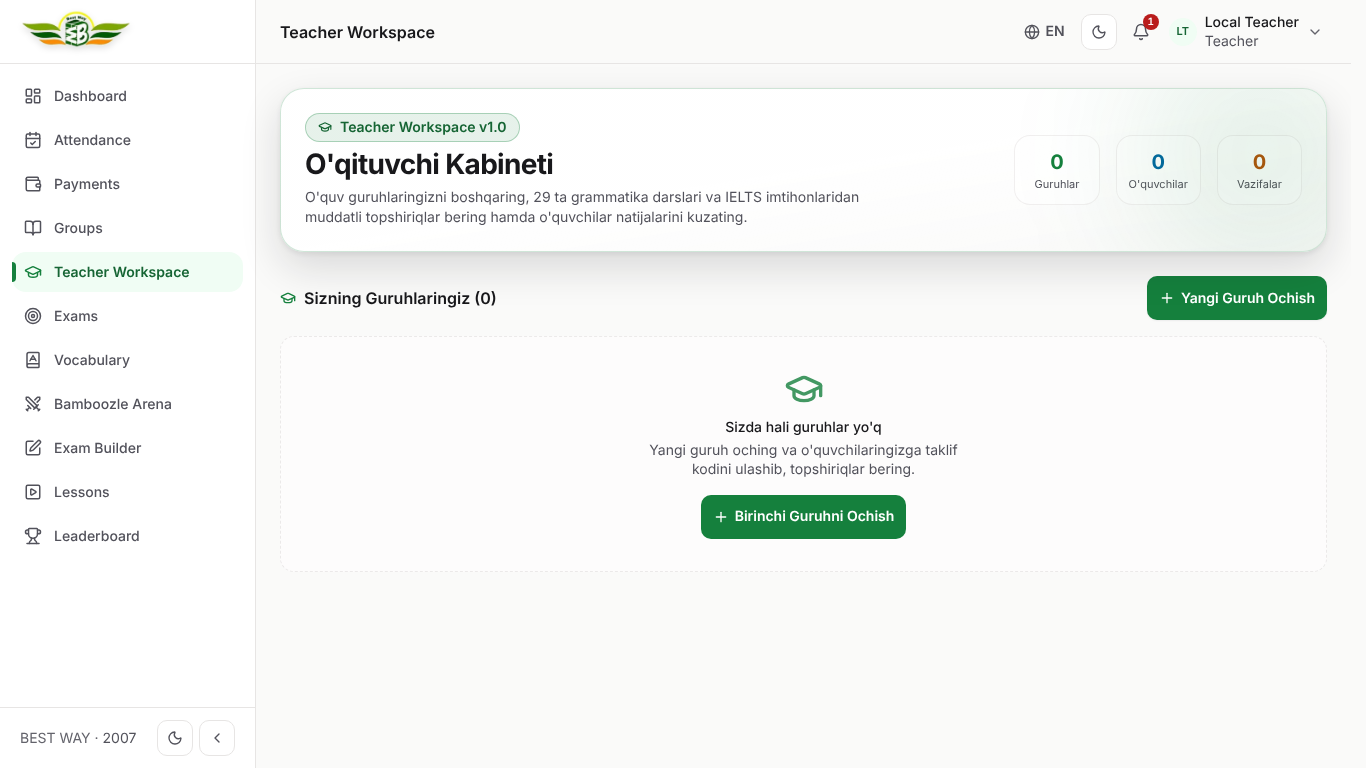 Teacher Workspace
EN
1
LT
Local Teacher
Teacher
Dashboard
Attendance
Payments
Groups
Teacher Workspace
Exams
Vocabulary
Bamboozle Arena
Exam Builder
Lessons
Leaderboard
BEST WAY · 2007
Teacher Workspace v1.0
O'qituvchi Kabineti
O'quv guruhlaringizni boshqaring, 29 ta grammatika darslari va IELTS imtihonlaridan
muddatli topshiriqlar bering hamda o'quvchilar natijalarini kuzating.
0
Guruhlar
0
O'quvchilar
0
Vazifalar
Sizning Guruhlaringiz (0)
Yangi Guruh Ochish
Sizda hali guruhlar yo'q
Yangi guruh oching va o'quvchilaringizga taklif
kodini ulashib, topshiriqlar bering.
Birinchi Guruhni Ochish